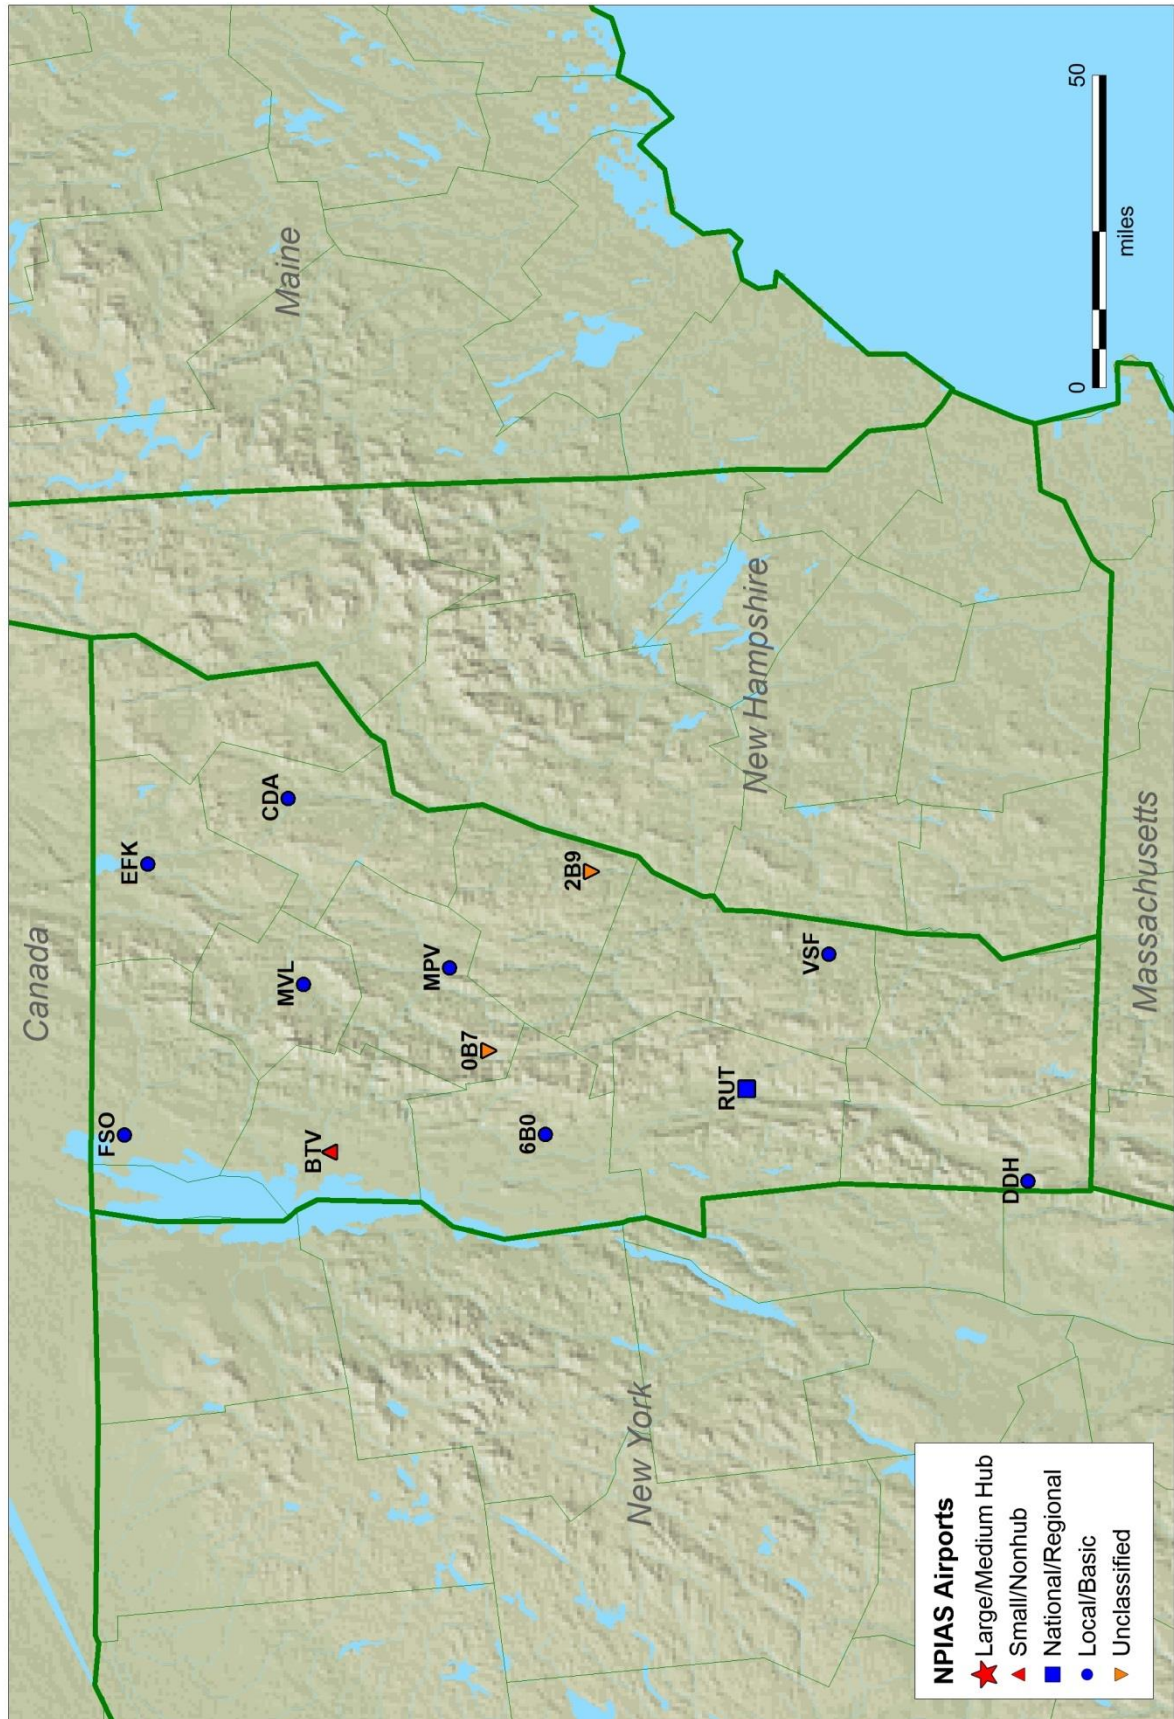 Canada
Maine
FSO
EFK
CDA
BTV
MVL
MPV
0B7
6B0
2B9
New York
RUT
VSF
New Hampshire
DDH
Massachusetts
NPIAS Airports
Large/Medium Hub
Small/Nonhub
National/Regional
Local/Basic
Unclassified
0 50
miles